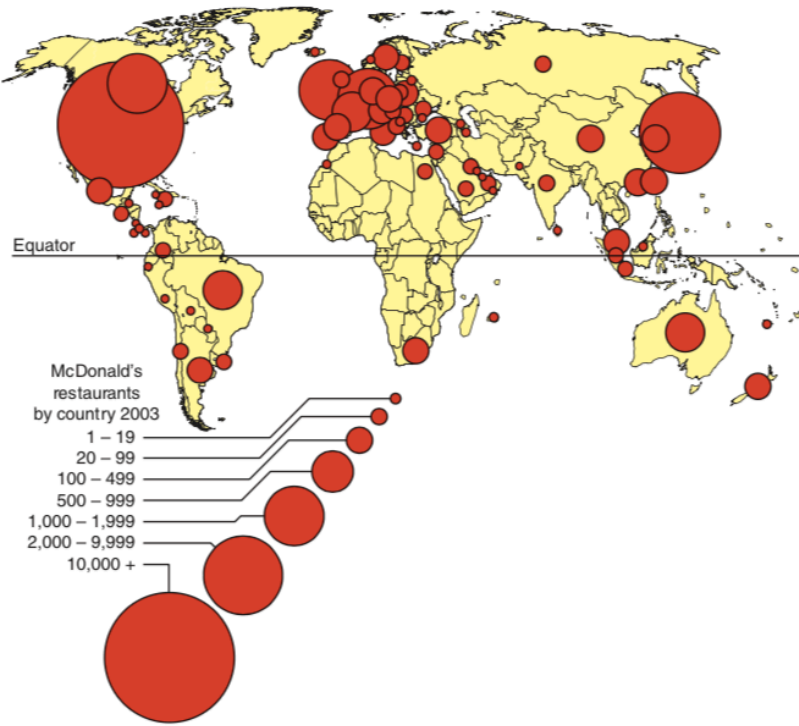 Equator
McDonald's
restaurants
by country 2003
1 – 19
20 – 99
100 – 499
500 – 999
1,000 – 1,999
2,000 – 9,999
10,000 +